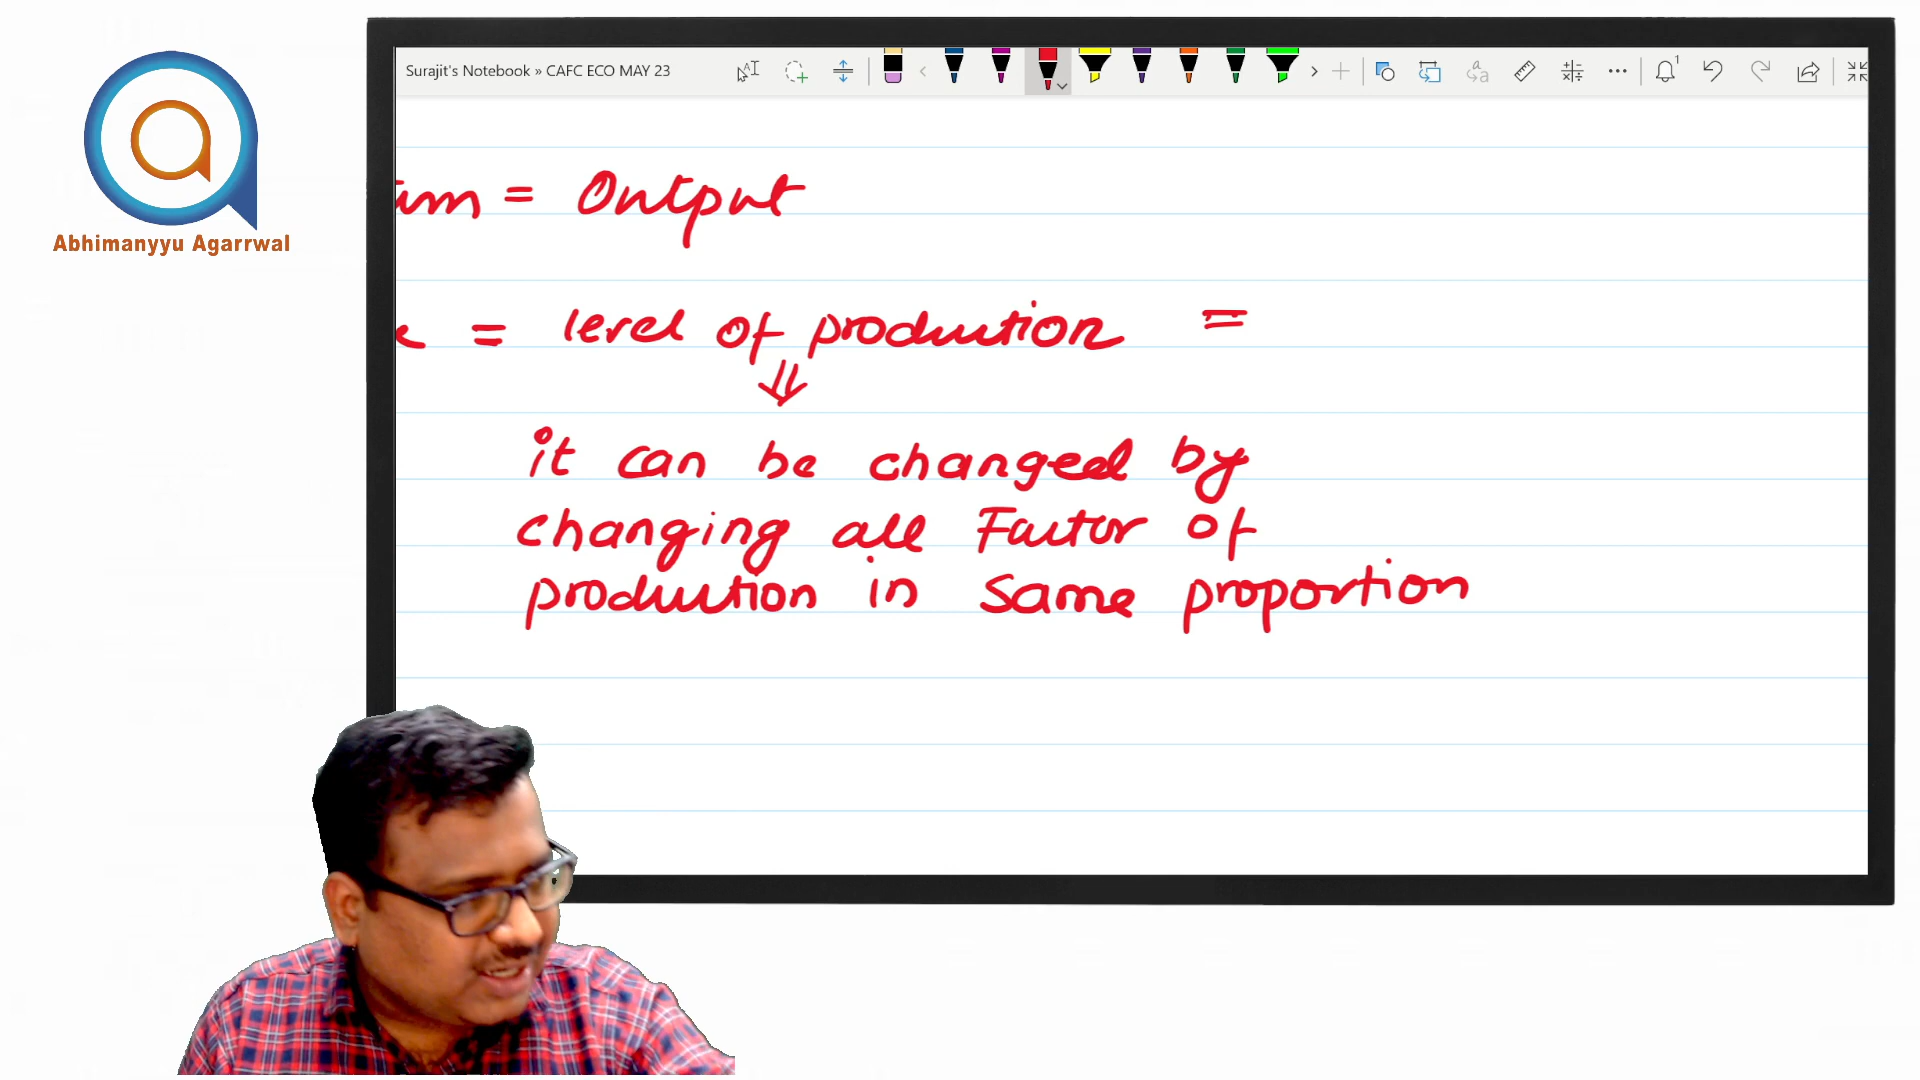 Surajit's Notebook » CAFC ECO MAY 23
Abhimanyyu Agarrwal
= Output
= level of production =
it can be changed by
changing all Factor of
production in same proportion